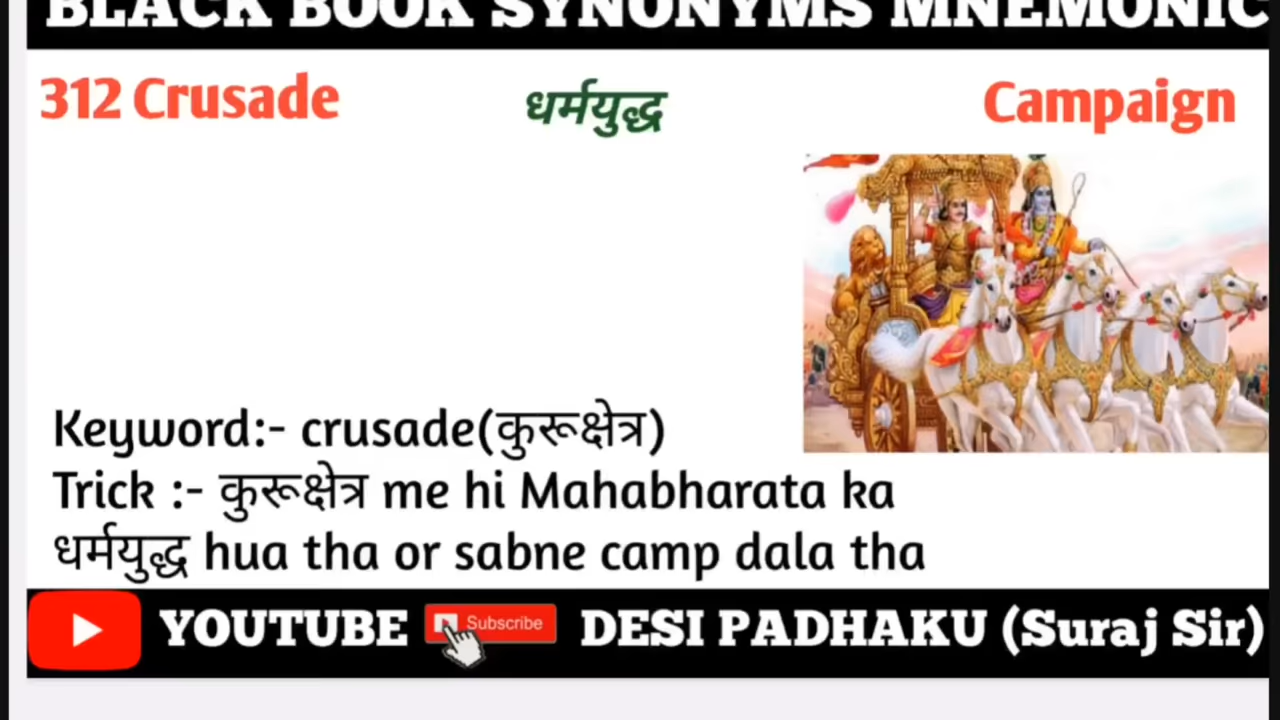 BLACK BOOK SYNONYMS MNEMONIC
312 Crusade धर्मयुद्ध Campaign
Keyword:- crusade(कुरूक्षेत्र)
Trick :- कुरूक्षेत्र me hi Mahabharata ka
धर्मयुद्ध hua tha or sabne camp dala tha
YOUTUBE Subscribe DESI PADHAKU (Suraj Sir)